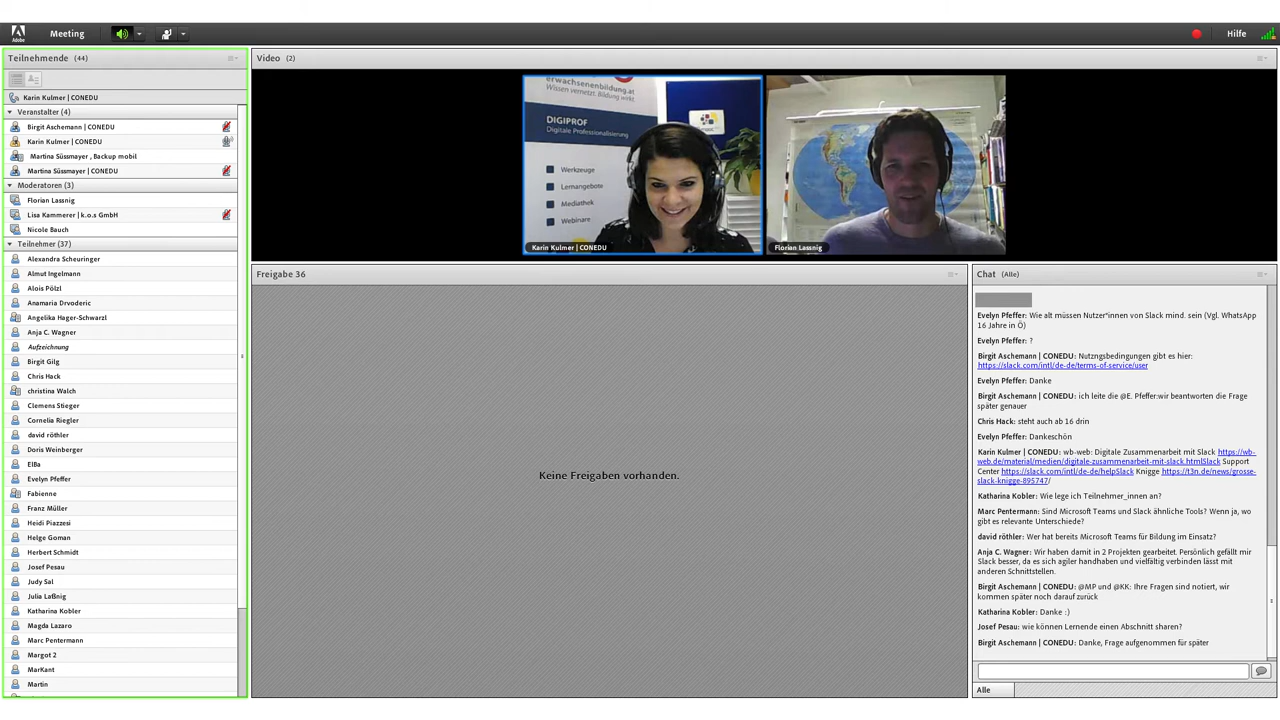 Adobe
Meeting
Hilfe
Teilnehmende (44)
Karin Kulmer | CONEDU
Veranstalter (4)
Birgit Aschemann | CONEDU
Karin Kulmer | CONEDU
Martina Süssmayer , Backup mobil
Martina Süssmayer | CONEDU
Moderatoren (3)
Florian Lassnig
Lisa Kammerer | k.o.s GmbH
Nicole Bauch
Teilnehmer (37)
Alexandra Scheuringer
Almut Ingelmann
Alois Pölzl
Anamaria Drvoderic
Angelika Hager-Schwarzl
Anja C. Wagner
Aufzeichnung
Birgit Gilg
Chris Hack
christina Walch
Clemens Stieger
Cornelia Riegler
david röthler
Doris Weinberger
ElBa
Evelyn Pfeffer
Fabienne
Franz Müller
Heidi Piazzesi
Helge Goman
Herbert Schmidt
Josef Pesau
Judy Sal
Julia Laßnig
Katharina Kobler
Magda Lazaro
Marc Pentermann
Margot 2
MarKant
Martin
Video (2)
erwachsenenbildung.at
Wissen vernetzt. Bildung wirkt.
DIGIPROF
Digitale Professionalisierung
Werkzeuge
Lernangebote
Mediathek
Webinare
CONEDU
Karin Kulmer | CONEDU
Florian Lassnig
Freigabe 36
Keine Freigaben vorhanden.
Chat (Alle)
Evelyn Pfeffer: Wie alt müssen Nutzer*innen von Slack mind. sein (Vgl. WhatsApp
16 Jahre in Ö)
Evelyn Pfeffer: ?
Birgit Aschemann | CONEDU: Nutzngsbedingungen gibt es hier:
https://slack.com/intl/de-de/terms-of-service/user
Evelyn Pfeffer: Danke
Birgit Aschemann | CONEDU: ich leite die @E. Pfeffer:wir beantworten die Frage
später genauer
Chris Hack: steht auch ab 16 drin
Evelyn Pfeffer: Dankeschön
Karin Kulmer | CONEDU: wb-web: Digitale Zusammenarbeit mit Slack https://wb-
web.de/material/medien/digitale-zusammenarbeit-mit-slack.htmlSlack Support
Center https://slack.com/intl/de-de/helpSlack Knigge https://t3n.de/news/grosse-
slack-knigge-895747/
Katharina Kobler: Wie lege ich Teilnehmer_innen an?
Marc Pentermann: Sind Microsoft Teams und Slack ähnliche Tools? Wenn ja, wo
gibt es relevante Unterschiede?
david röthler: Wer hat bereits Microsoft Teams für Bildung im Einsatz?
Anja C. Wagner: Wir haben damit in 2 Projekten gearbeitet. Persönlich gefällt mir
Slack besser, da es sich agiler handhaben und vielfältig verbinden lässt mit
anderen Schnittstellen.
Birgit Aschemann | CONEDU: @MP und @KK: Ihre Fragen sind notiert, wir
kommen später noch darauf zurück
Katharina Kobler: Danke :)
Josef Pesau: wie können Lernende einen Abschnitt sharen?
Birgit Aschemann | CONEDU: Danke, Frage aufgenommen für später
Alle